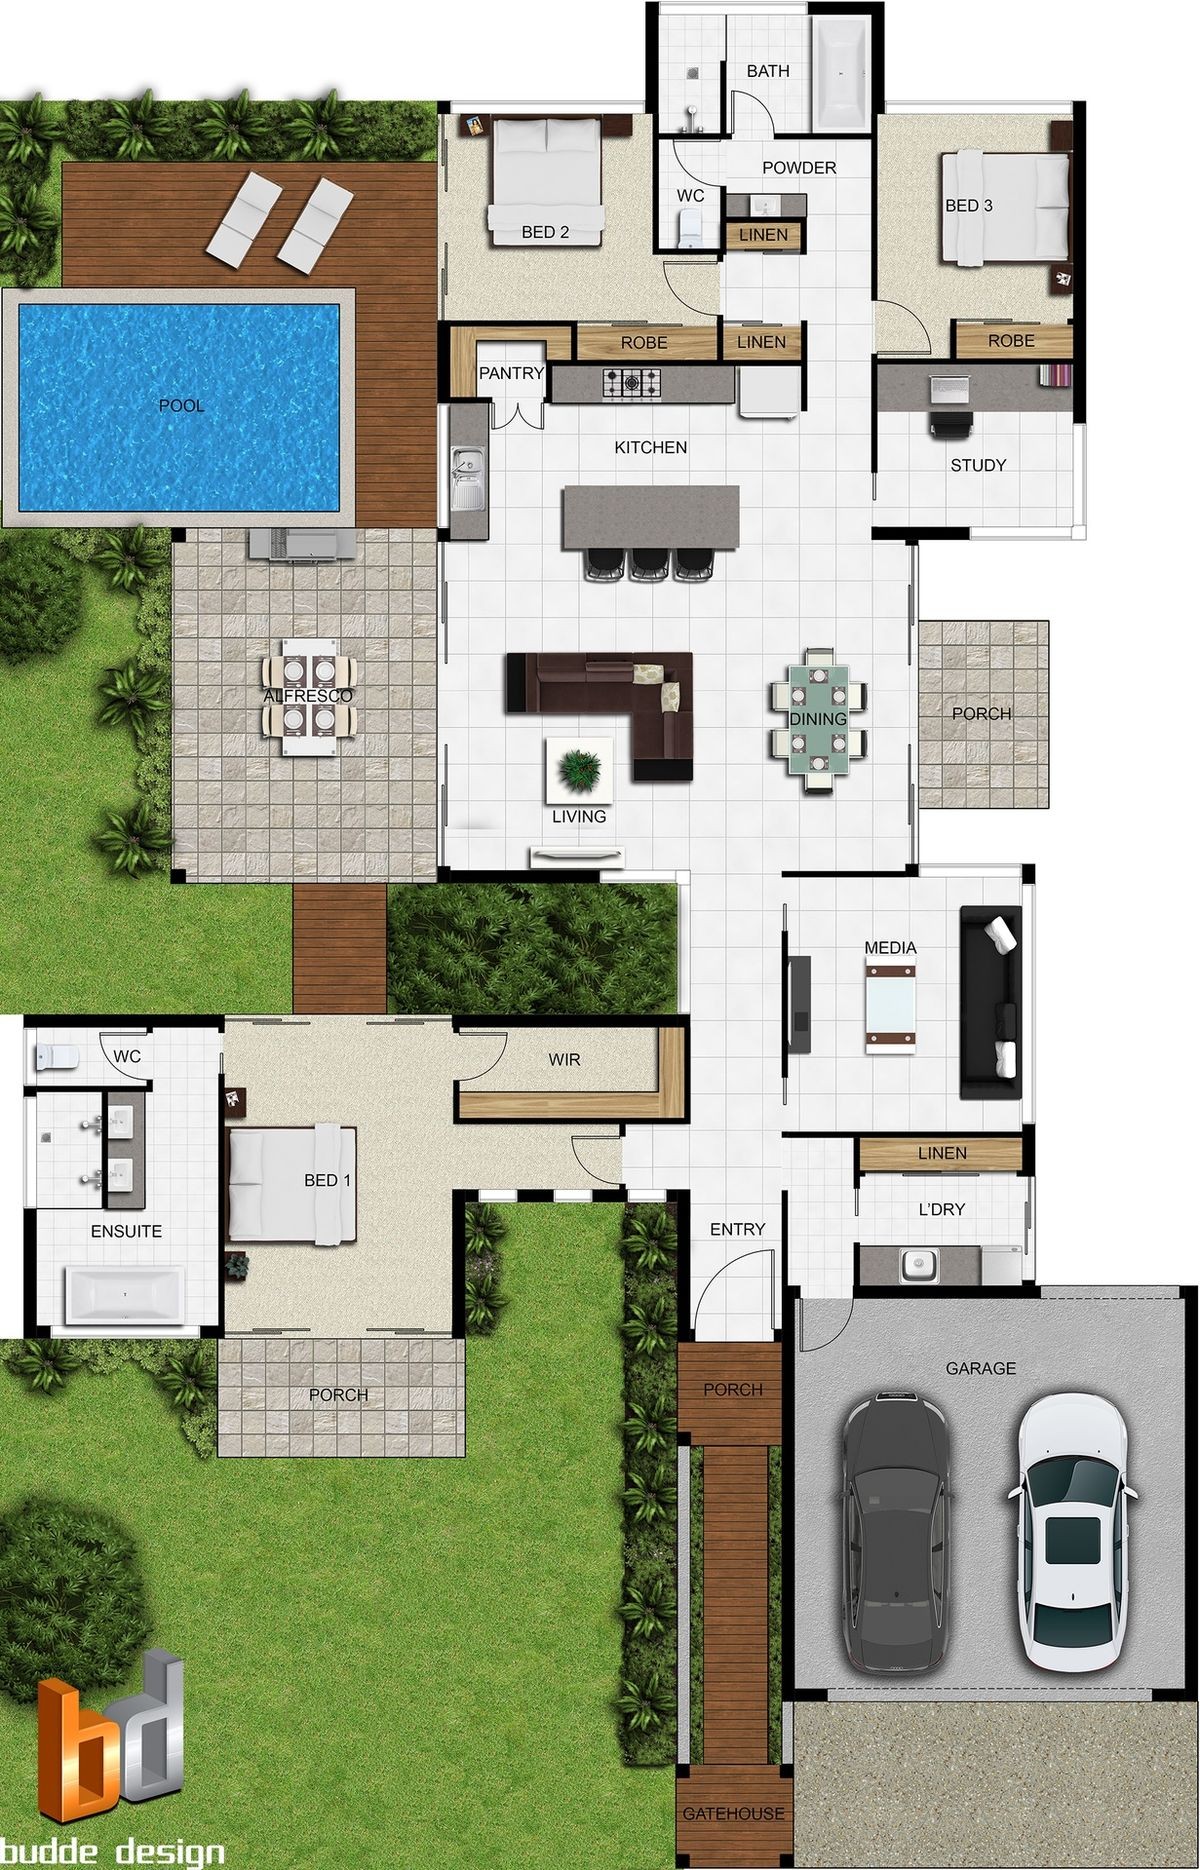 BATH
POWDER
WC
BED 2
LINEN
BED 3
ROBE
LINEN
ROBE
PANTRY
POOL
KITCHEN
STUDY
ALFRESCO
DINING
PORCH
LIVING
MEDIA
WC
WIR
LINEN
BED 1
L'DRY
ENSUITE
ENTRY
GARAGE
PORCH
PORCH
bd
GATEHOUSE
budde design